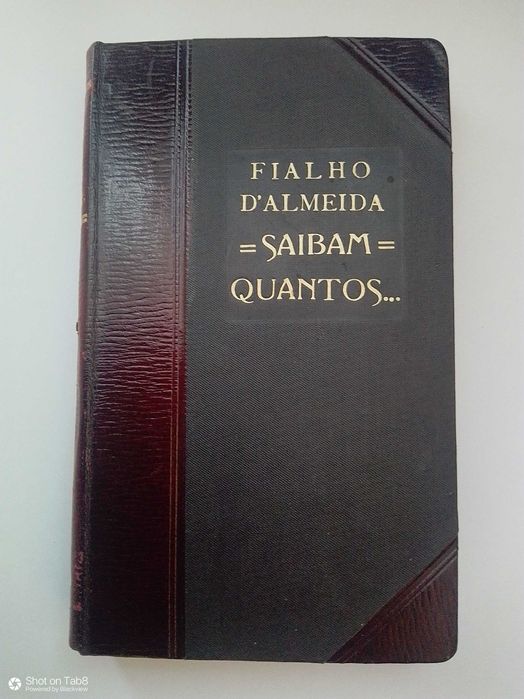 FIALHO
D'ALMEIDA
=SAIBAM=
QUANTOS...
Shot on Tab8
Powered by Blackview